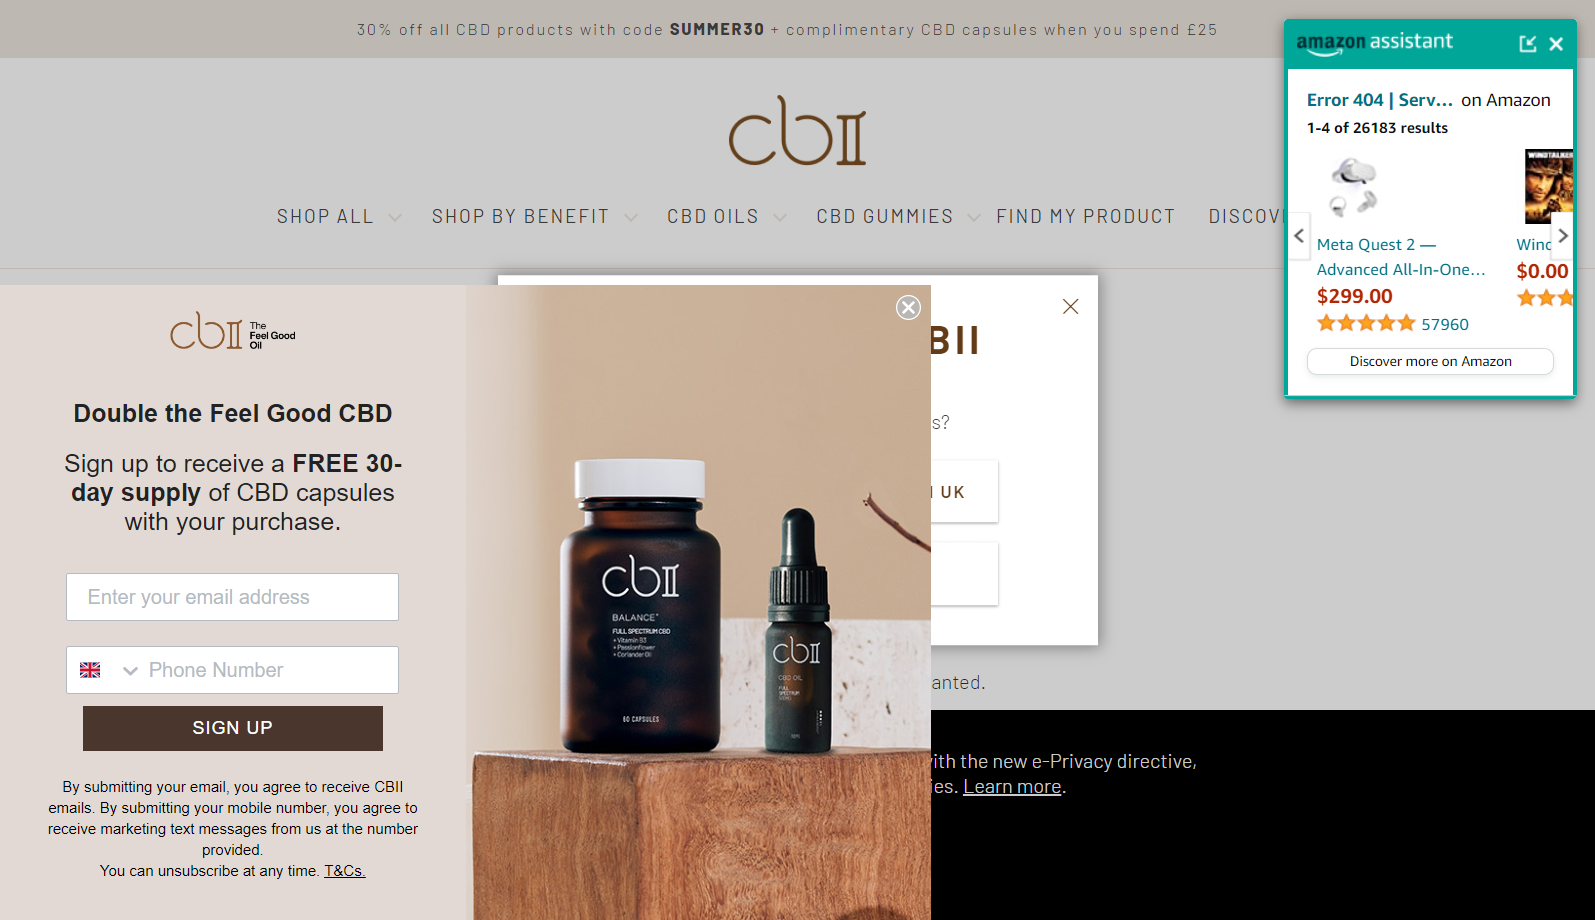 30% off all CBD products with code SUMMER30 + complimentary CBD capsules when you spend £25
amazon assistant
Error 404 | Serv... on Amazon
1-4 of 26183 results
Meta Quest 2 —
Advanced All-In-One...
$299.00
57960
Winc
$0.00
Discover more on Amazon
WINDTALKERS
cbII
SHOP ALL
SHOP BY BENEFIT
CBD OILS
CBD GUMMIES
FIND MY PRODUCT
DISCOV
BII
s?
UK
anted.
cbII The
Feel Good
Oil
Double the Feel Good CBD
Sign up to receive a FREE 30-
day supply of CBD capsules
with your purchase.
Enter your email address
Phone Number
SIGN UP
By submitting your email, you agree to receive CBII
emails. By submitting your mobile number, you agree to
receive marketing text messages from us at the number
provided.
You can unsubscribe at any time. T&Cs.
cbII
BALANCE+
FULL SPECTRUM CBD
+ Vitamin B3
+ Passionflower
+ Coriander Oil
60 CAPSULES
cbII
CBD OIL
FULL
SPECTRUM
ith the new e-Privacy directive,
ies. Learn more.